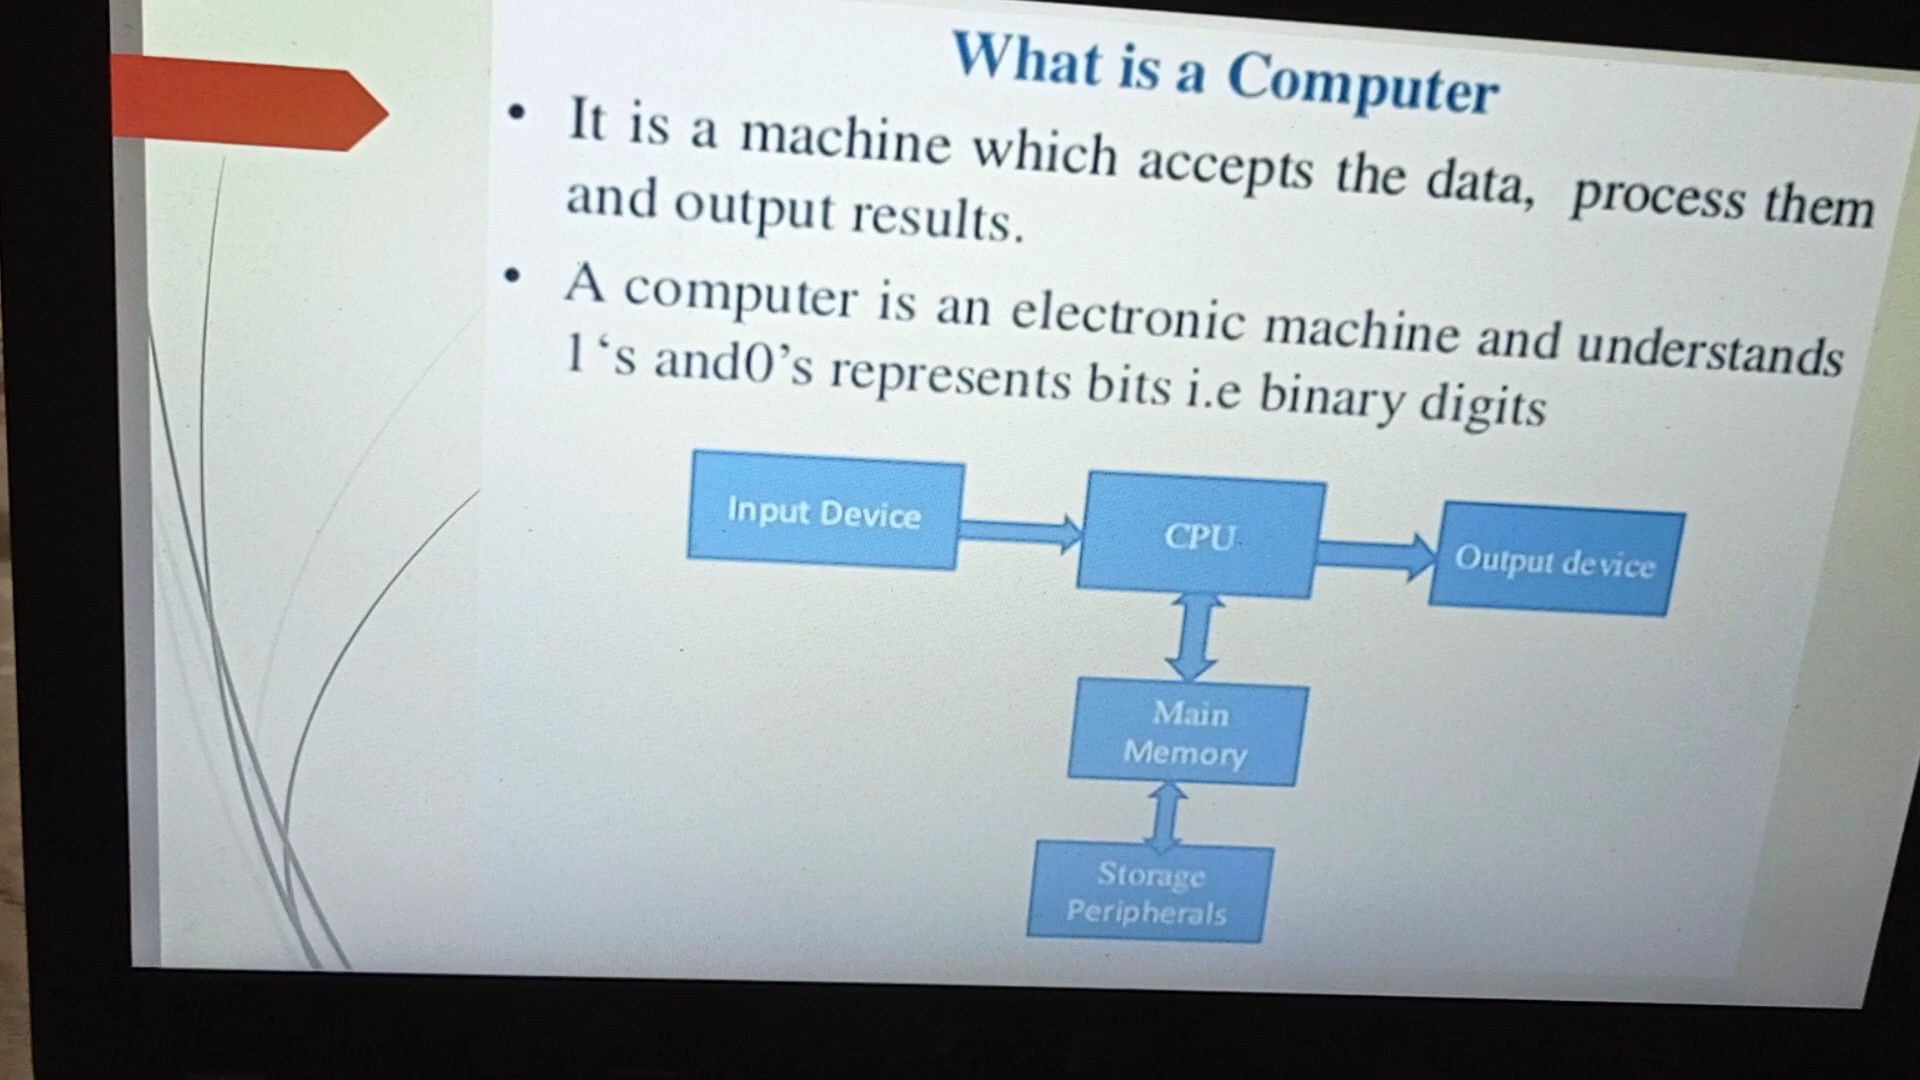 What is a Computer
• It is a machine which accepts the data, process them
and output results.
• A computer is an electronic machine and understands
1‘s and0’s represents bits i.e binary digits
Input Device
CPU
Output device
Main
Memory
Storage
Peripherals